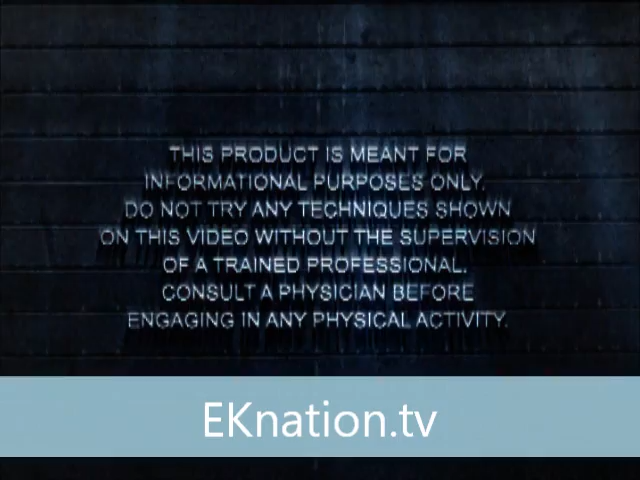 THIS PRODUCT IS MEANT FOR
INFORMATIONAL PURPOSES ONLY.
DO NOT TRY ANY TECHNIQUES SHOWN
ON THIS VIDEO WITHOUT THE SUPERVISION
OF A TRAINED PROFESSIONAL.
CONSULT A PHYSICIAN BEFORE
ENGAGING IN ANY PHYSICAL ACTIVITY.
EKnation.tv